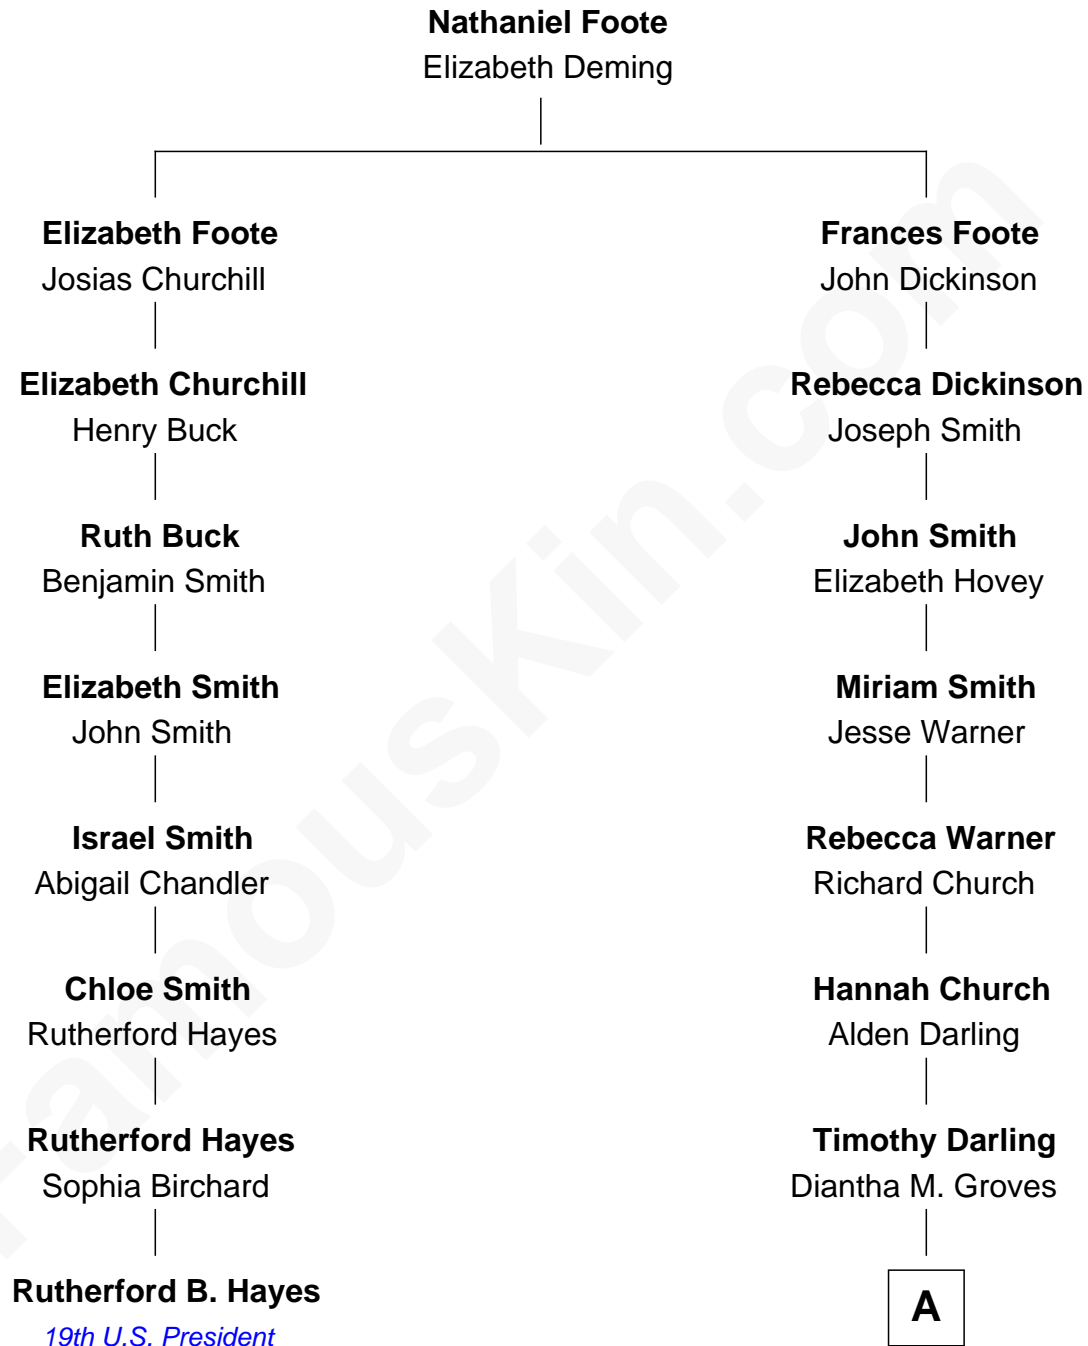 Nathaniel Foote
Elizabeth Deming
Elizabeth Foote
Josias Churchill
Frances Foote
John Dickinson
Elizabeth Churchill
Henry Buck
Rebecca Dickinson
Joseph Smith
Ruth Buck
Benjamin Smith
John Smith
Elizabeth Hovey
Elizabeth Smith
John Smith
Miriam Smith
Jesse Warner
Israel Smith
Abigail Chandler
Rebecca Warner
Richard Church
Chloe Smith
Rutherford Hayes
Hannah Church
Alden Darling
Rutherford Hayes
Sophia Birchard
Timothy Darling
Diantha M. Groves
Rutherford B. Hayes
19th U.S. President
A
FamousKin.com